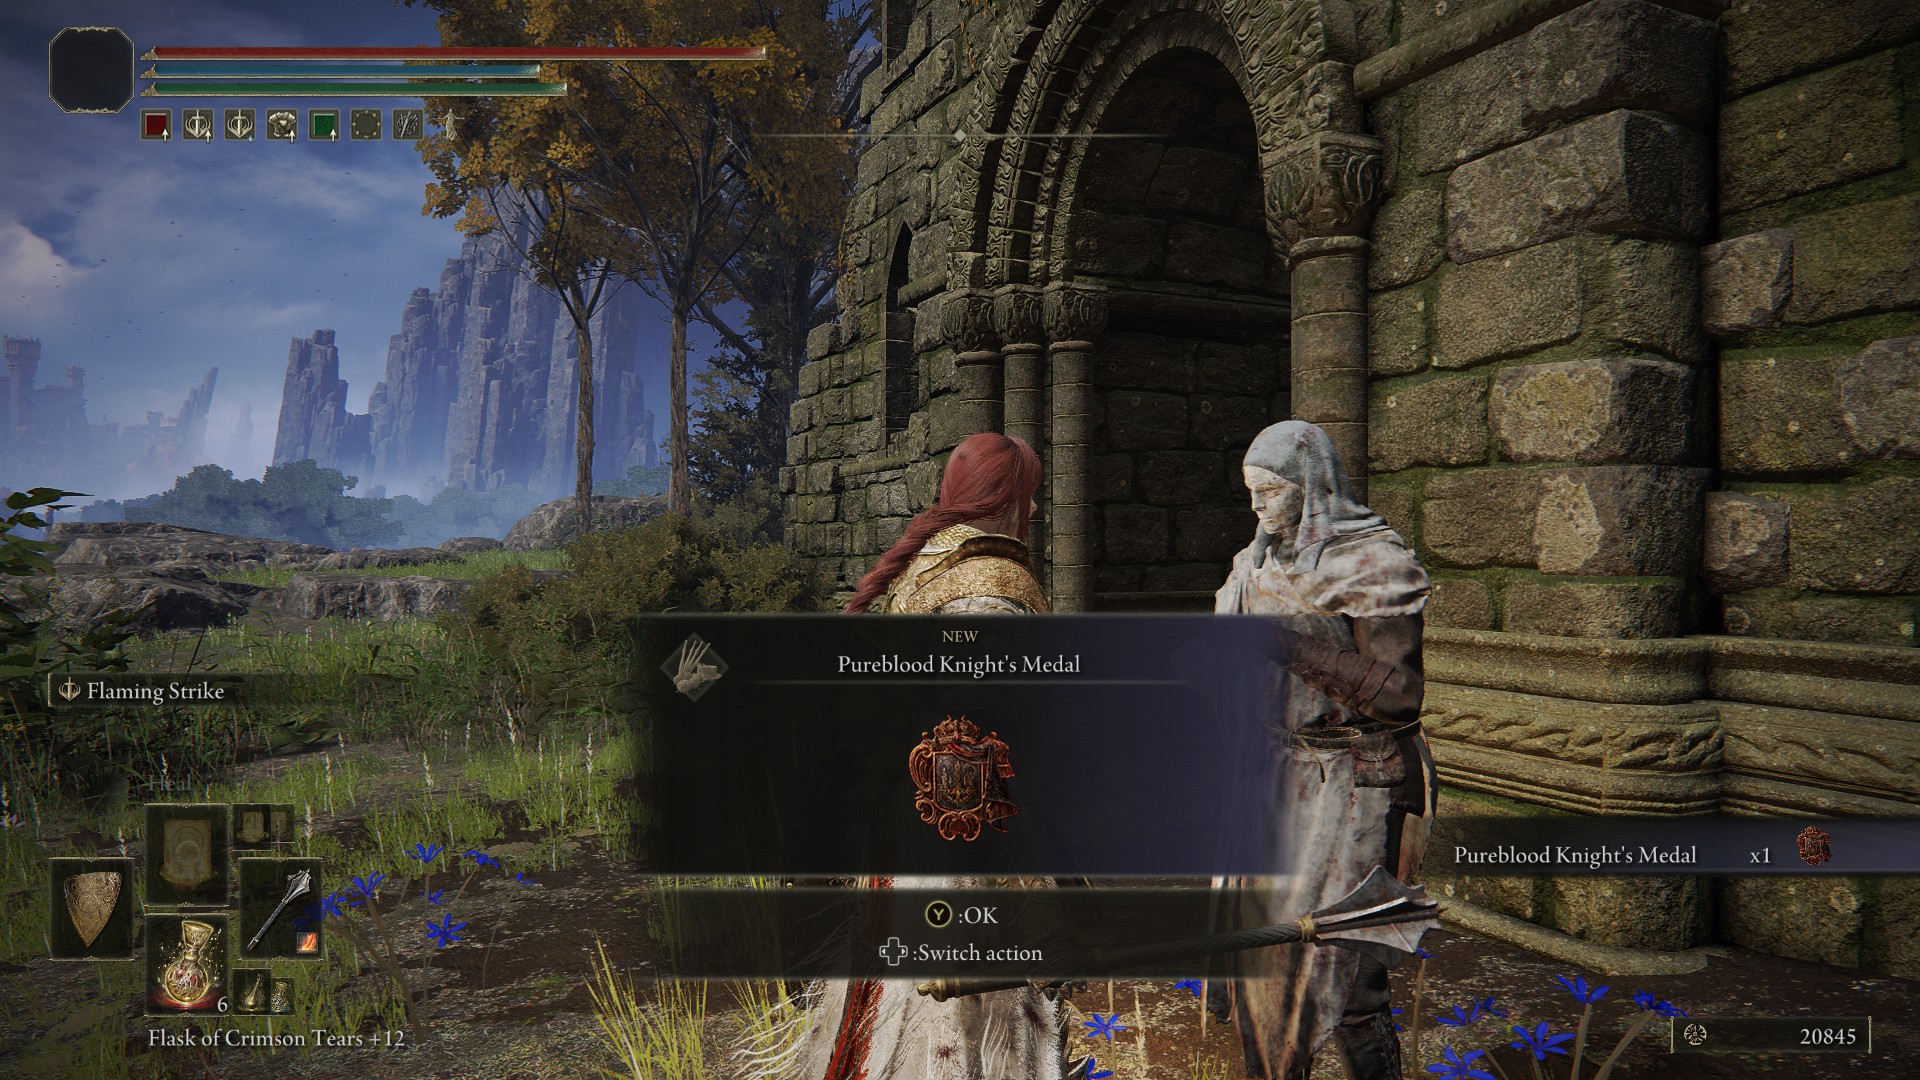 NEW
Pureblood Knight's Medal
Flaming Strike
Heal
Pureblood Knight's Medal x1
Y :OK
:Switch action
6
Flask of Crimson Tears +12
20845